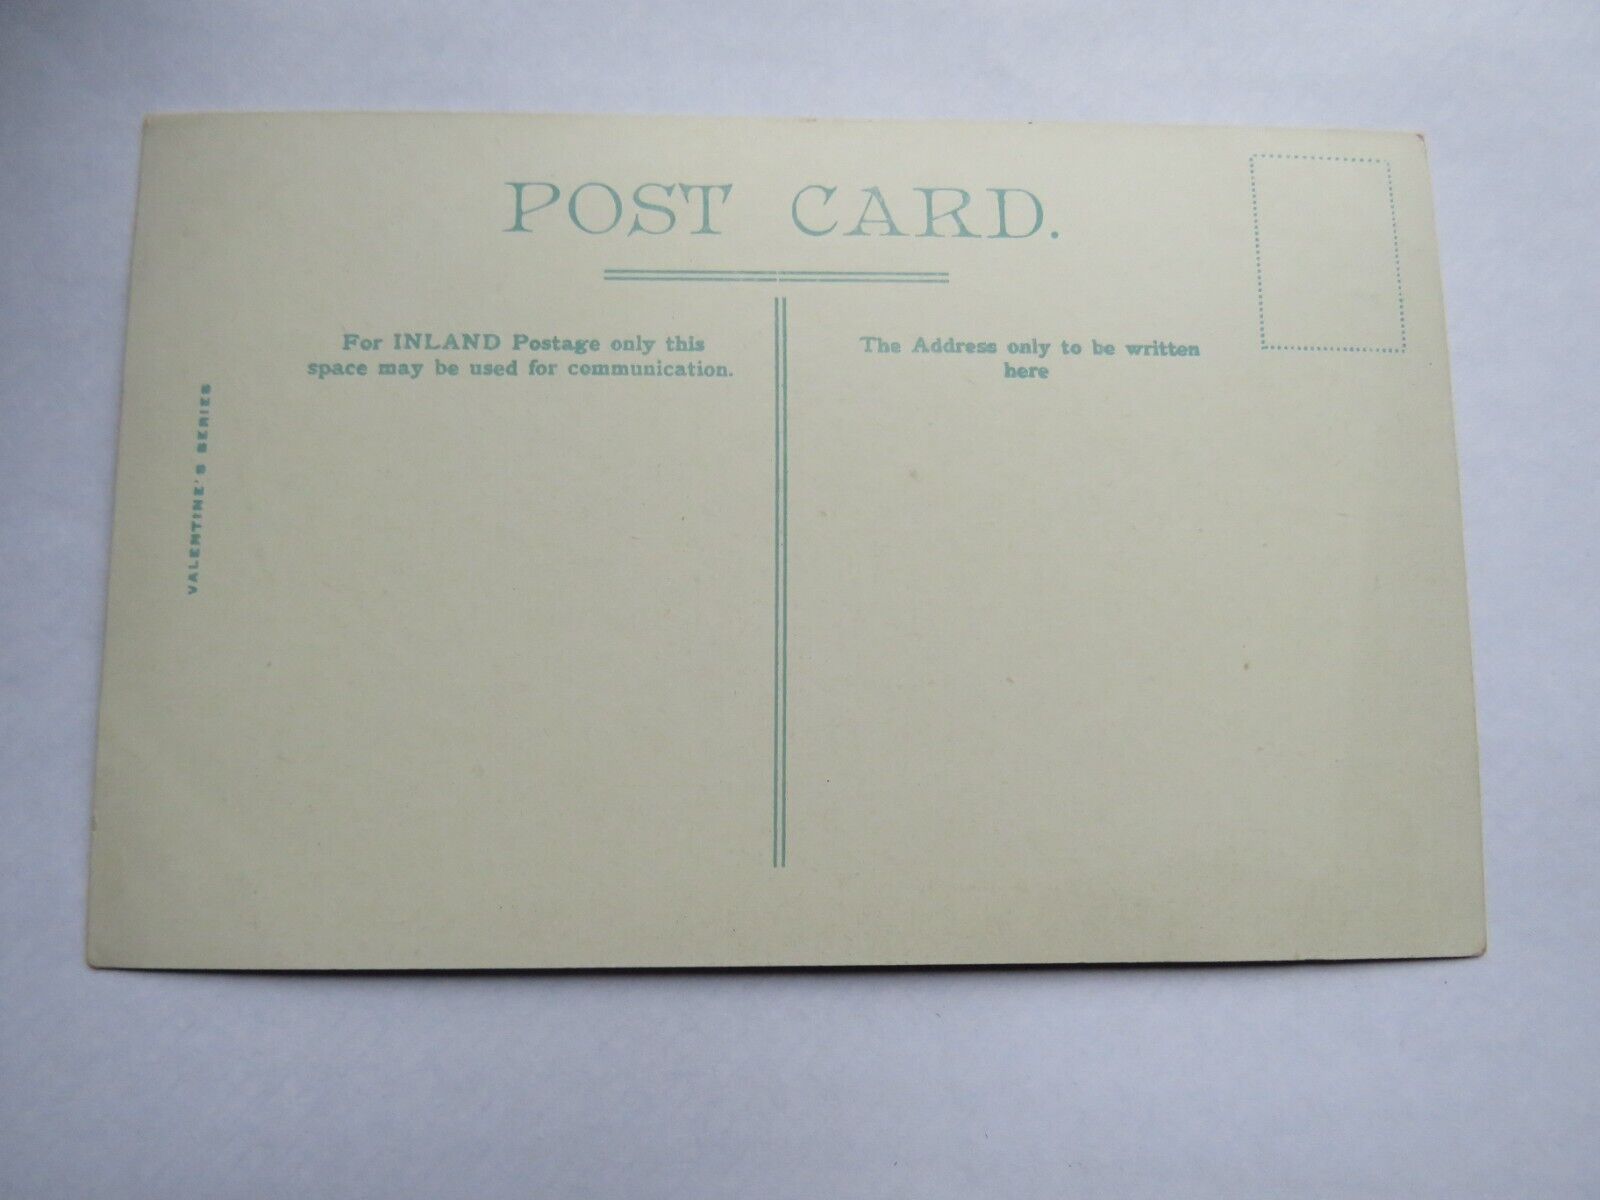 POST CARD.
For INLAND Postage only this
space may be used for communication.
The Address only to be written
here
VALENTINE'S SERIES